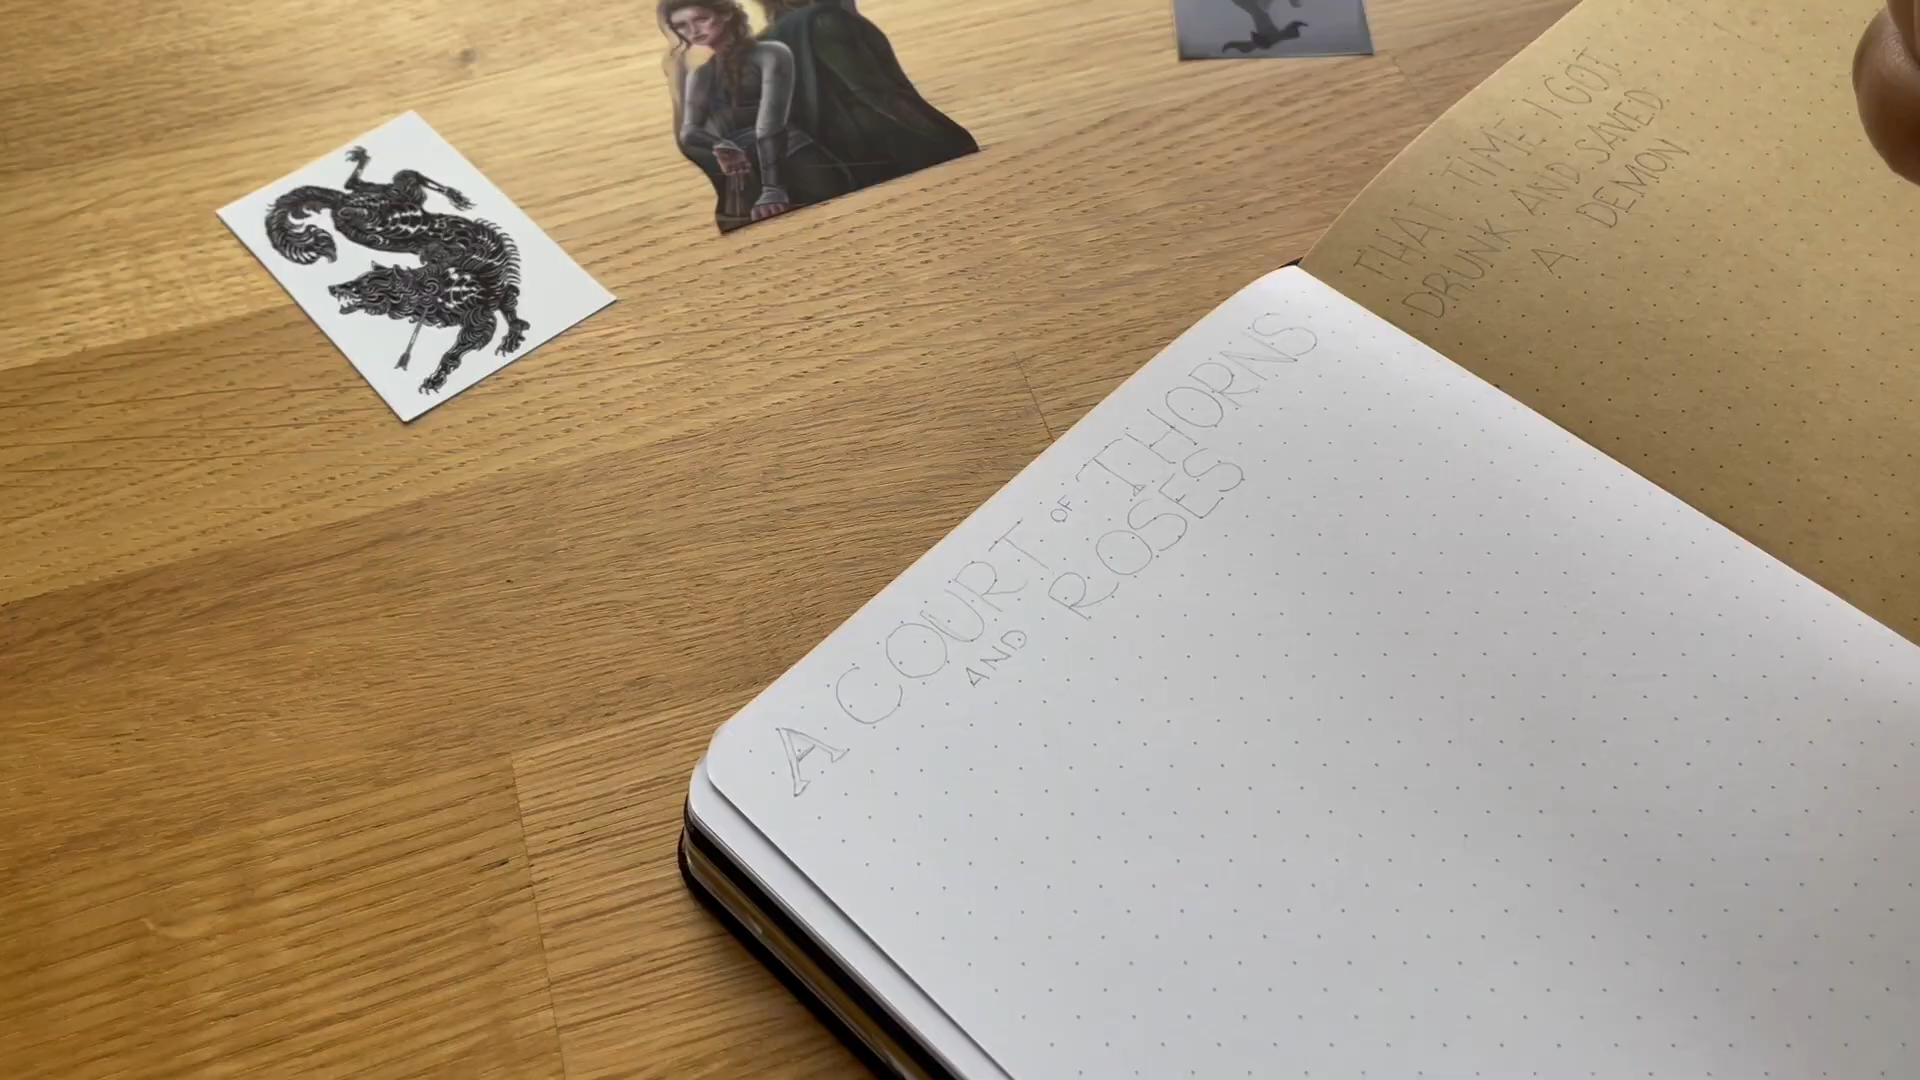 A COURT OF THORNS
AND ROSES
THAT TIME I GOT
DRUNK AND SAVED
A DEMON